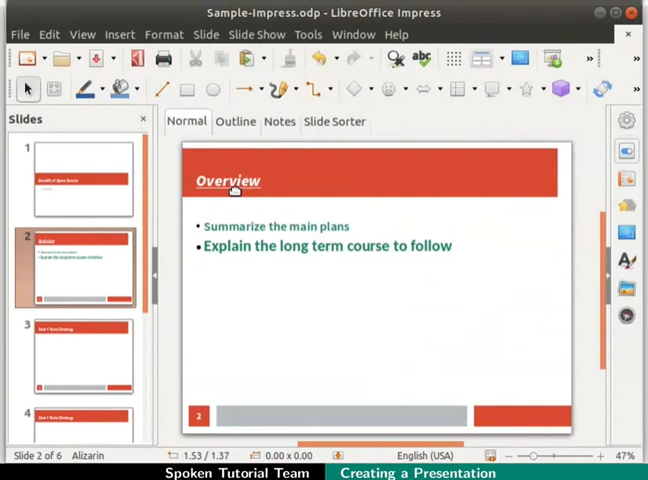 Sample-Impress.odp - LibreOffice Impress
File Edit View Insert Format Slide Slide Show Tools Window Help
Slides
Normal Outline Notes Slide Sorter
1
2
Overview
• Summarize the main plans
• Explain the long term course to follow
2
3
Short Term Strategy
4
Short Term Strategy
Slide 2 of 6 Alizarin 1.53 / 1.37 0.00 x 0.00 English (USA) 47%
Spoken Tutorial Team Creating a Presentation